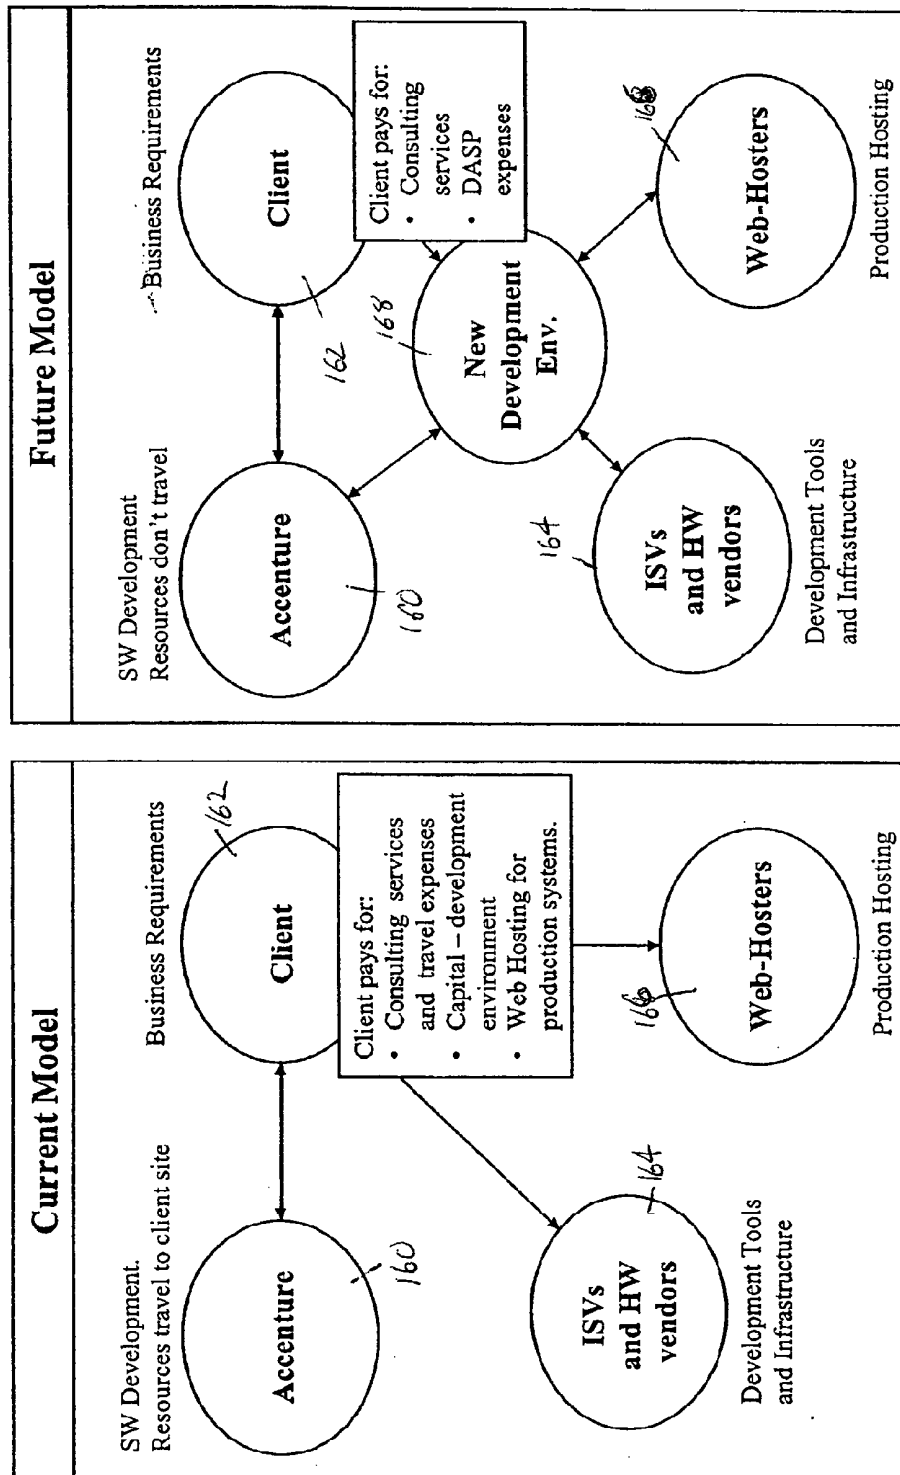 Current Model
SW Development.
Resources travel to client site
Business Requirements
Accenture
160
Client
162
Client pays for:
• Consulting services
and travel expenses
• Capital – development
environment
• Web Hosting for
production systems.
ISVs
and HW
vendors
164
Development Tools
and Infrastructure
Web-Hosters
Production Hosting
Future Model
SW Development
Resources don't travel
Business Requirements
Accenture
160
Client
162
Client pays for:
• Consulting
services
• DASP
expenses
168
New
Development
Env.
164
ISVs
and HW
vendors
Development Tools
and Infrastructure
Web-Hosters
Production Hosting